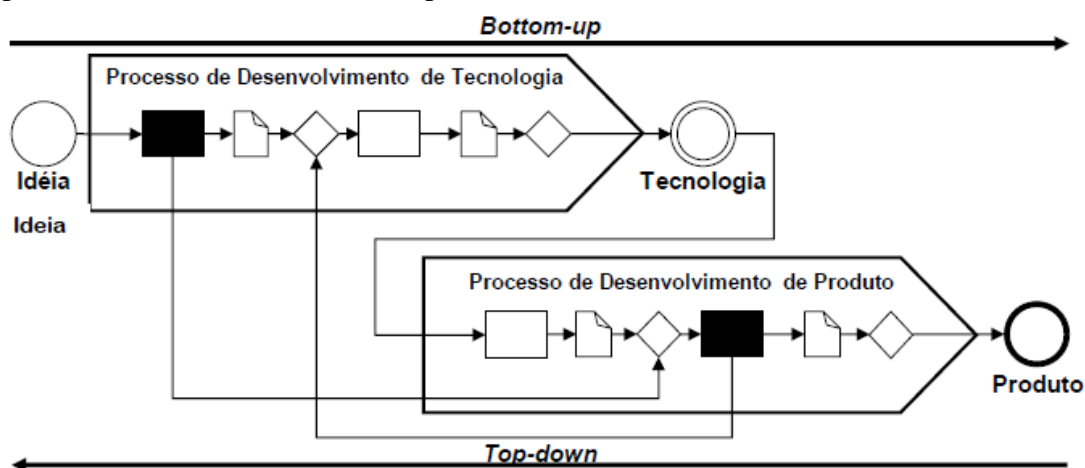 Bottom-up
Processo de Desenvolvimento de Tecnologia
Idéia
Ideia
Tecnologia
Processo de Desenvolvimento de Produto
Produto
Top-down